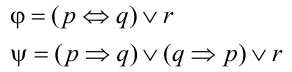 φ = (p ⇔ q) ∨ r
ψ = (p ⇒ q) ∨ (q ⇒ p) ∨ r